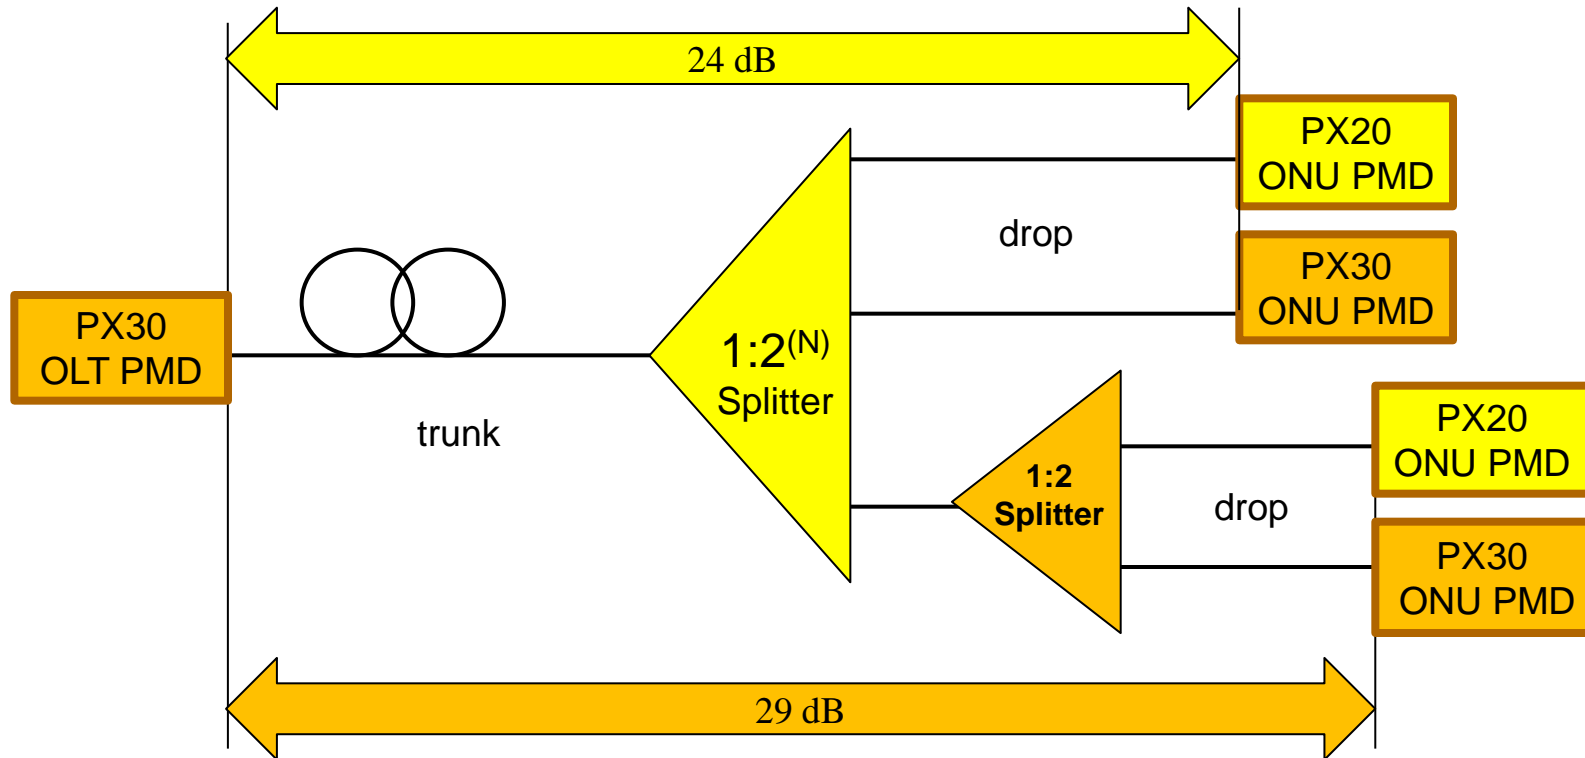 24 dB
PX20
ONU PMD
drop
PX30
ONU PMD
PX30
OLT PMD
1:2(N)
Splitter
trunk
1:2
Splitter
drop
PX20
ONU PMD
PX30
ONU PMD
29 dB